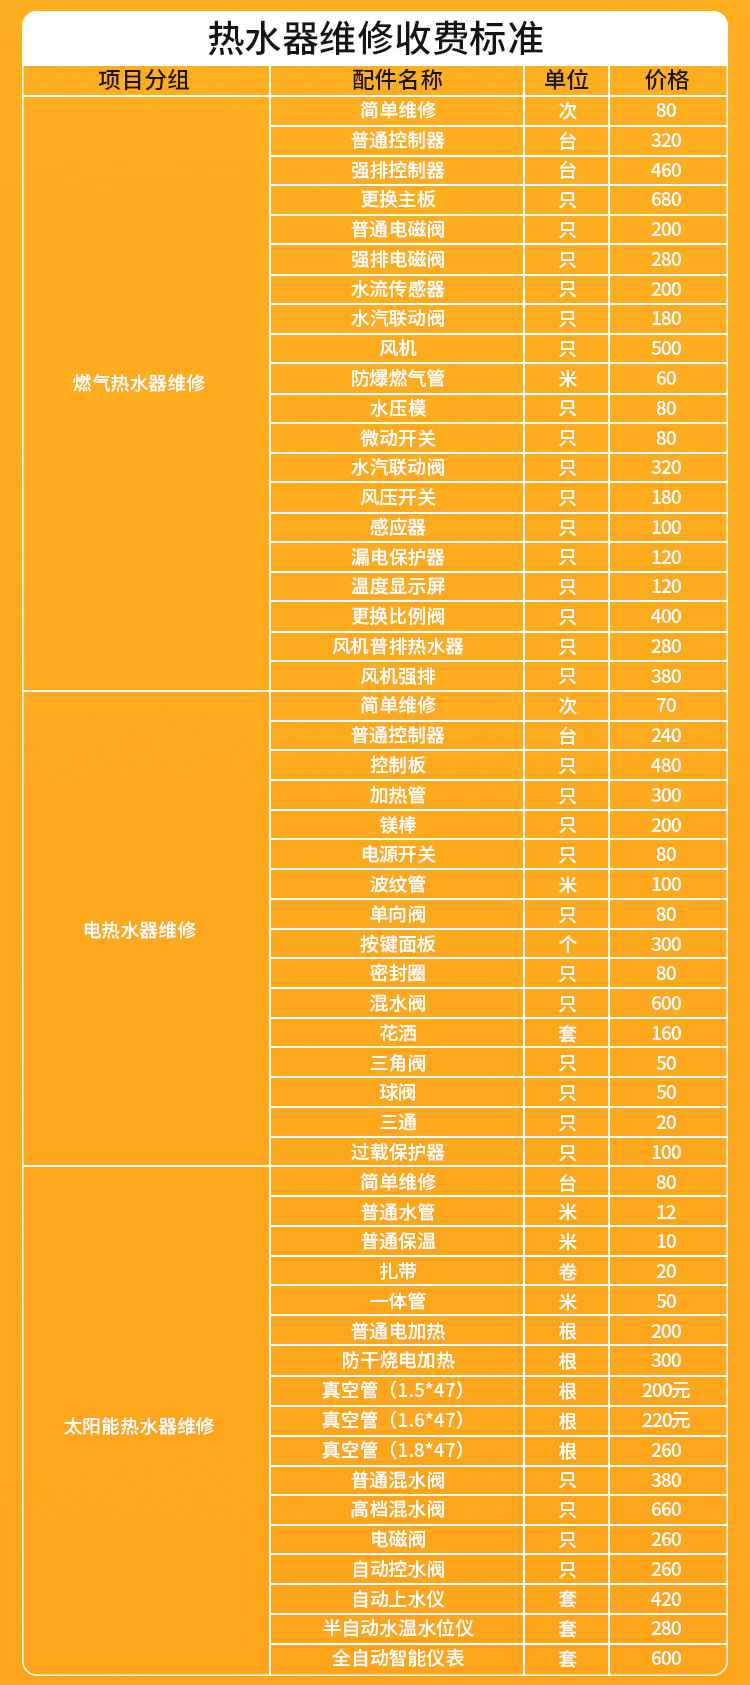 热水器维修收费标准
项目分组 配件名称 单位 价格
燃气热水器维修
简单维修 次 80
普通控制器 台 320
强排控制器 台 460
更换主板 只 680
普通电磁阀 只 200
强排电磁阀 只 280
水流传感器 只 200
水汽联动阀 只 180
风机 只 500
防爆燃气管 米 60
水压模 只 80
微动开关 只 80
水汽联动阀 只 320
风压开关 只 180
感应器 只 100
漏电保护器 只 120
温度显示屏 只 120
更换比例阀 只 400
风机普排热水器 只 280
风机强排 只 380
电热水器维修
简单维修 次 70
普通控制器 台 240
控制板 只 480
加热管 只 300
镁棒 只 200
电源开关 只 80
波纹管 米 100
单向阀 只 80
按键面板 个 300
密封圈 只 80
混水阀 只 600
花洒 套 160
三角阀 只 50
球阀 只 50
三通 只 20
过载保护器 只 100
太阳能热水器维修
简单维修 台 80
普通水管 米 12
普通保温 米 10
扎带 卷 20
一体管 米 50
普通电加热 根 200
防干烧电加热 根 300
真空管（1.5*47） 根 200元
真空管（1.6*47） 根 220元
真空管（1.8*47） 根 260
普通混水阀 只 380
高档混水阀 只 660
电磁阀 只 260
自动控水阀 只 260
自动上水仪 套 420
半自动水温水位仪 套 280
全自动智能仪表 套 600